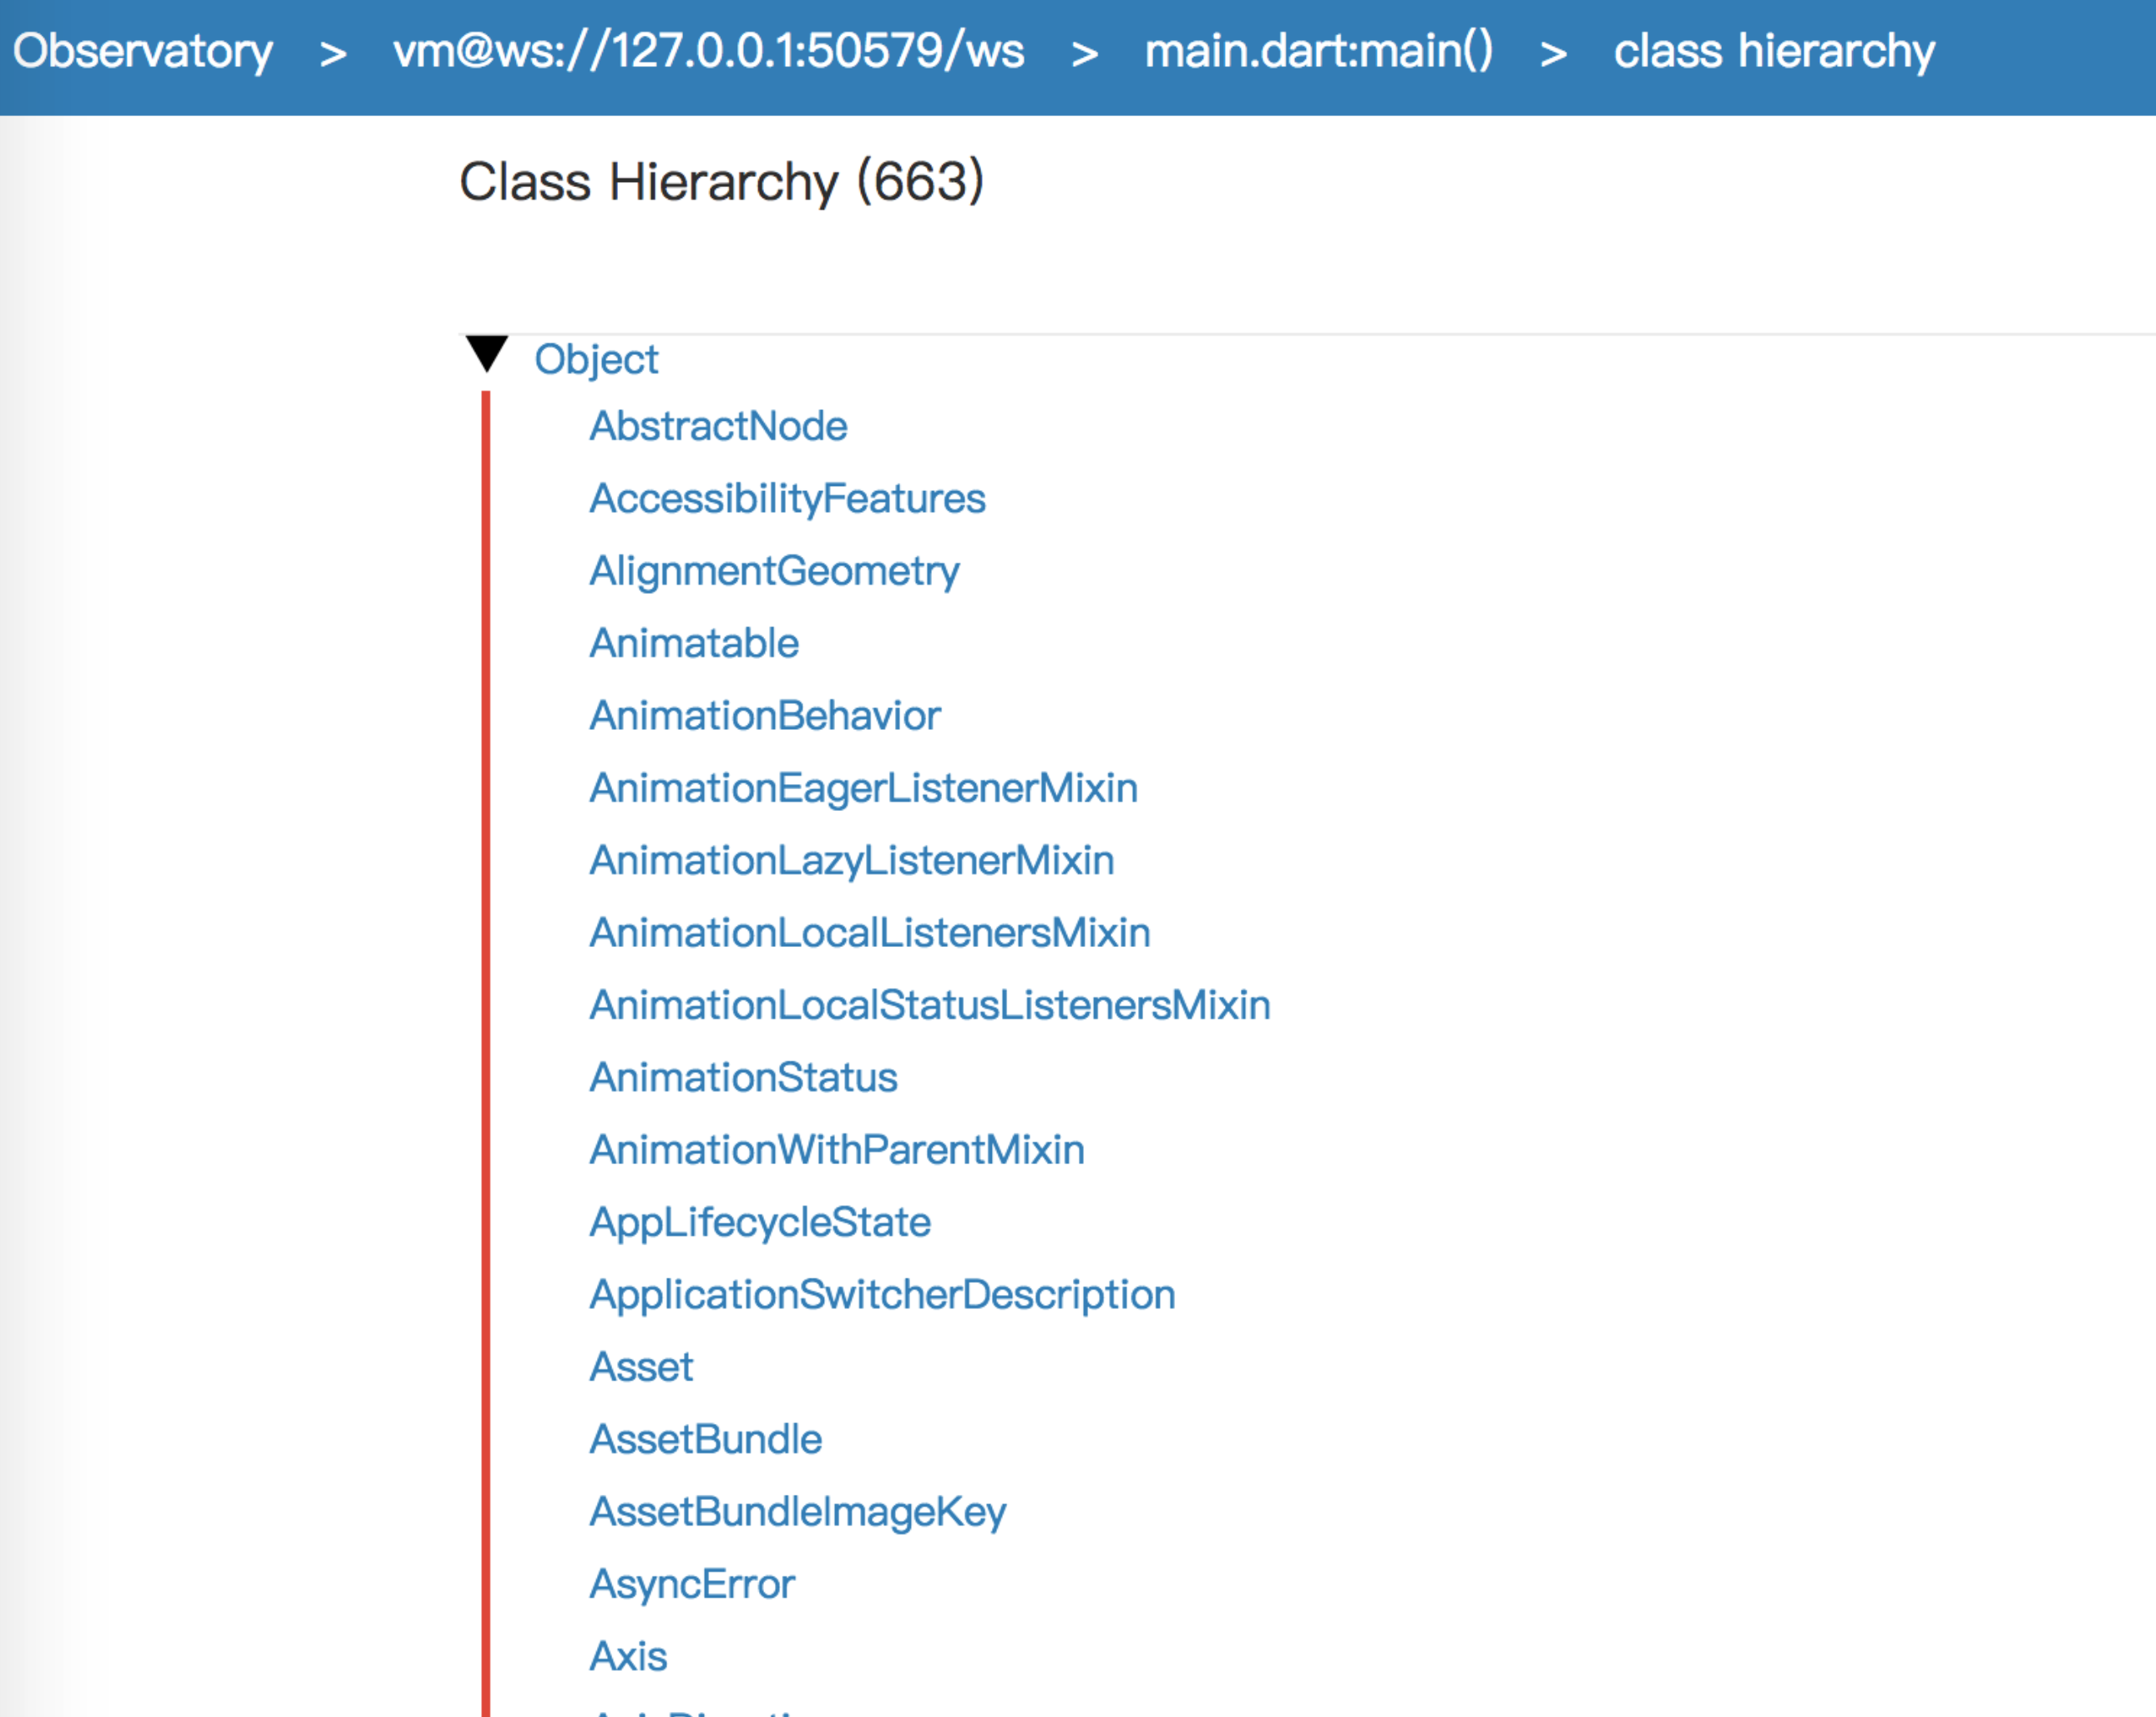 Observatory > vm@ws://127.0.0.1:50579/ws > main.dart:main() > class hierarchy
Class Hierarchy (663)
Object
AbstractNode
AccessibilityFeatures
AlignmentGeometry
Animatable
AnimationBehavior
AnimationEagerListenerMixin
AnimationLazyListenerMixin
AnimationLocalListenersMixin
AnimationLocalStatusListenersMixin
AnimationStatus
AnimationWithParentMixin
AppLifecycleState
ApplicationSwitcherDescription
Asset
AssetBundle
AssetBundleImageKey
AsyncError
Axis